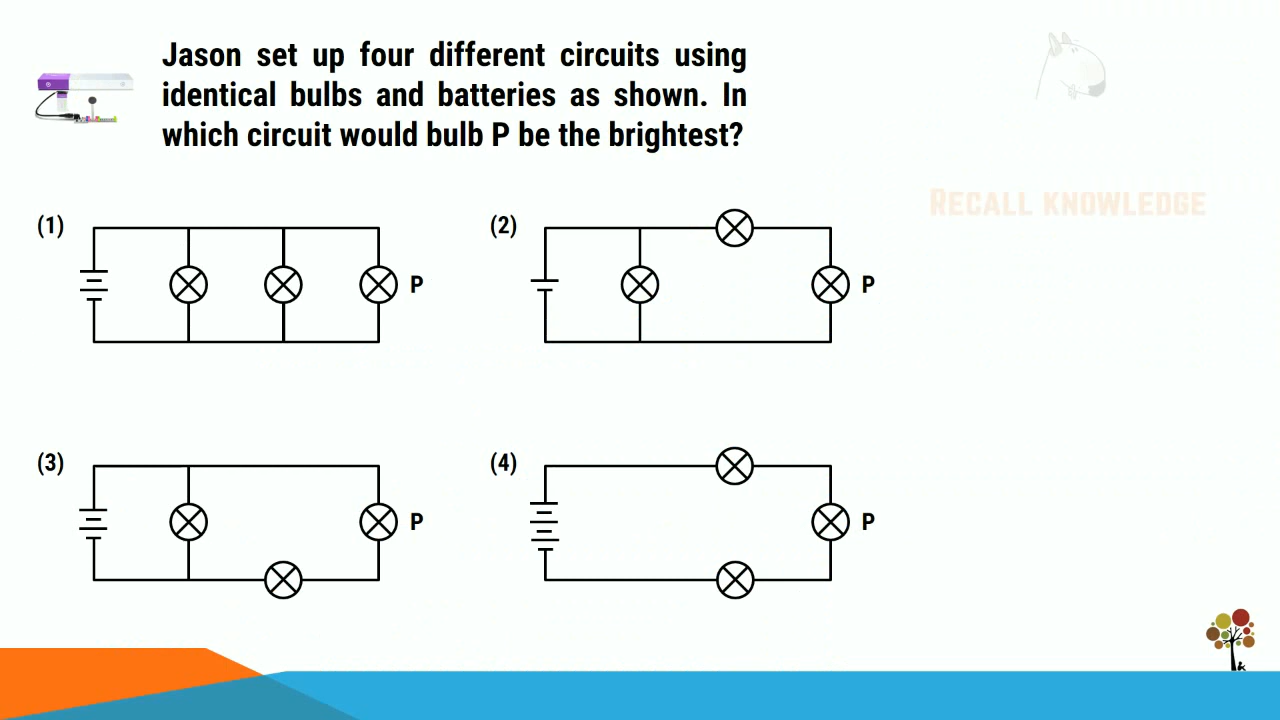 Jason set up four different circuits using
identical bulbs and batteries as shown. In
which circuit would bulb P be the brightest?
RECALL KNOWLEDGE
(1)
P
(2)
P
(3)
P
(4)
P